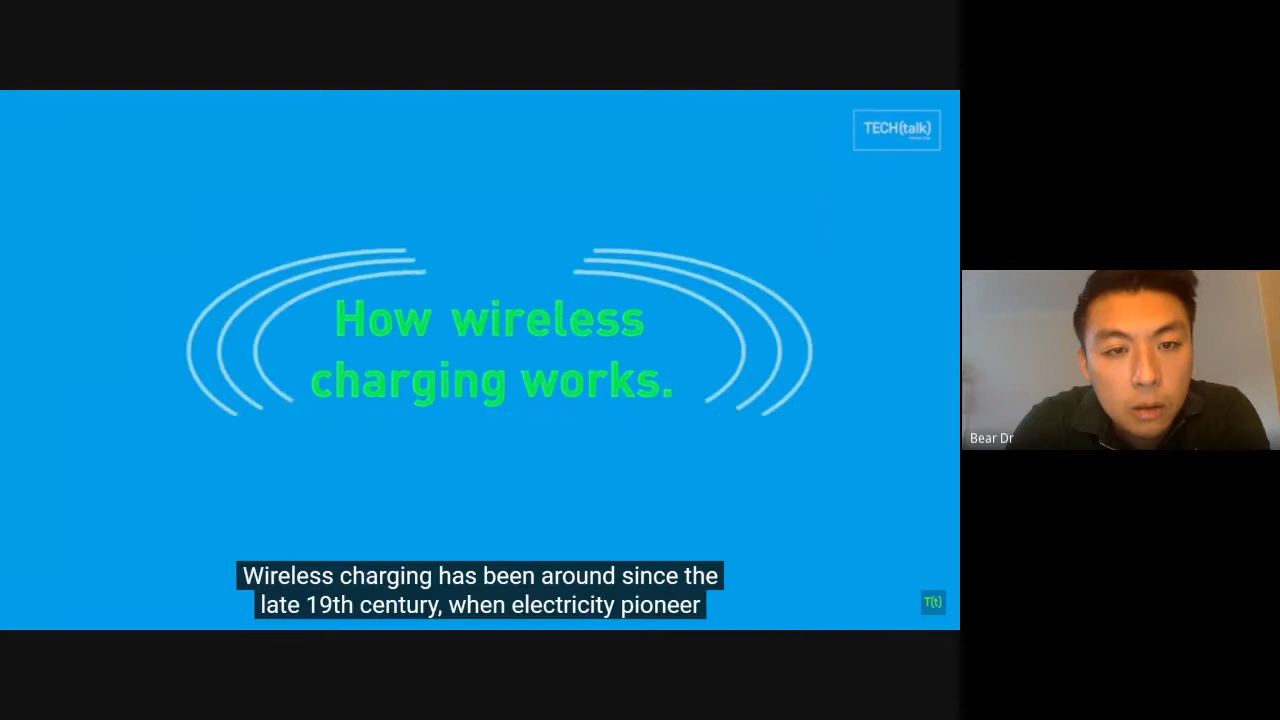 TECH(talk)
How wireless
charging works.
Wireless charging has been around since the
late 19th century, when electricity pioneer
T(t)
Bear Dr